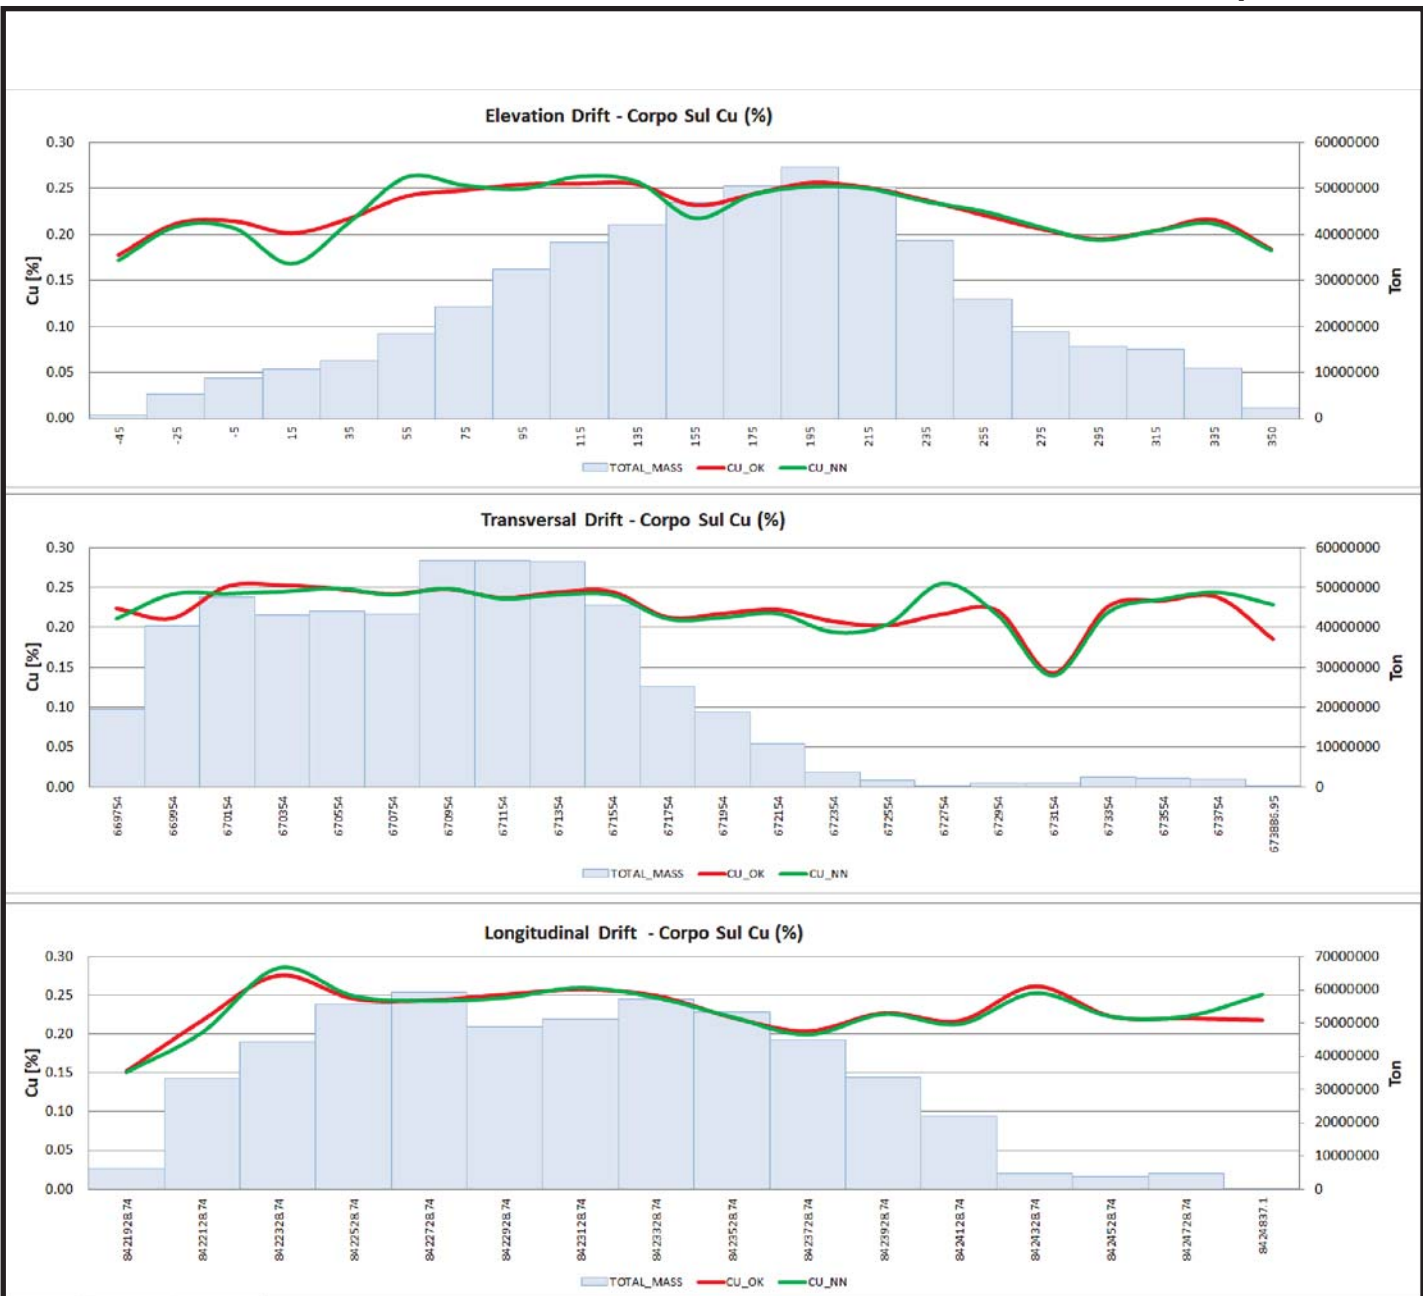 Elevation Drift - Corpo Sul Cu (%)
0.30
0.25
0.20
0.15
0.10
0.05
0.00
Cu [%]
60000000
50000000
40000000
30000000
20000000
10000000
0
Ton
-45 -25 -5 15 35 55 75 95 115 135 155 175 195 215 235 255 275 295 315 335 350
TOTAL_MASS CU_OK CU_NN
Transversal Drift - Corpo Sul Cu (%)
0.30
0.25
0.20
0.15
0.10
0.05
0.00
Cu [%]
60000000
50000000
40000000
30000000
20000000
10000000
0
Ton
669754 669954 670154 670354 670554 670754 670954 671154 671354 671554 671754 671954 672154 672354 672554 672754 672954 673154 673354 673554 673754 673886.95
TOTAL_MASS CU_OK CU_NN
Longitudinal Drift - Corpo Sul Cu (%)
0.30
0.25
0.20
0.15
0.10
0.05
0.00
Cu [%]
70000000
60000000
50000000
40000000
30000000
20000000
10000000
0
Ton
8421928.74 8422128.74 8422328.74 8422528.74 8422728.74 8422928.74 8423128.74 8423328.74 8423528.74 8423728.74 8423928.74 8424128.74 8424328.74 8424528.74 8424728.74 8424837.1
TOTAL_MASS CU_OK CU_NN